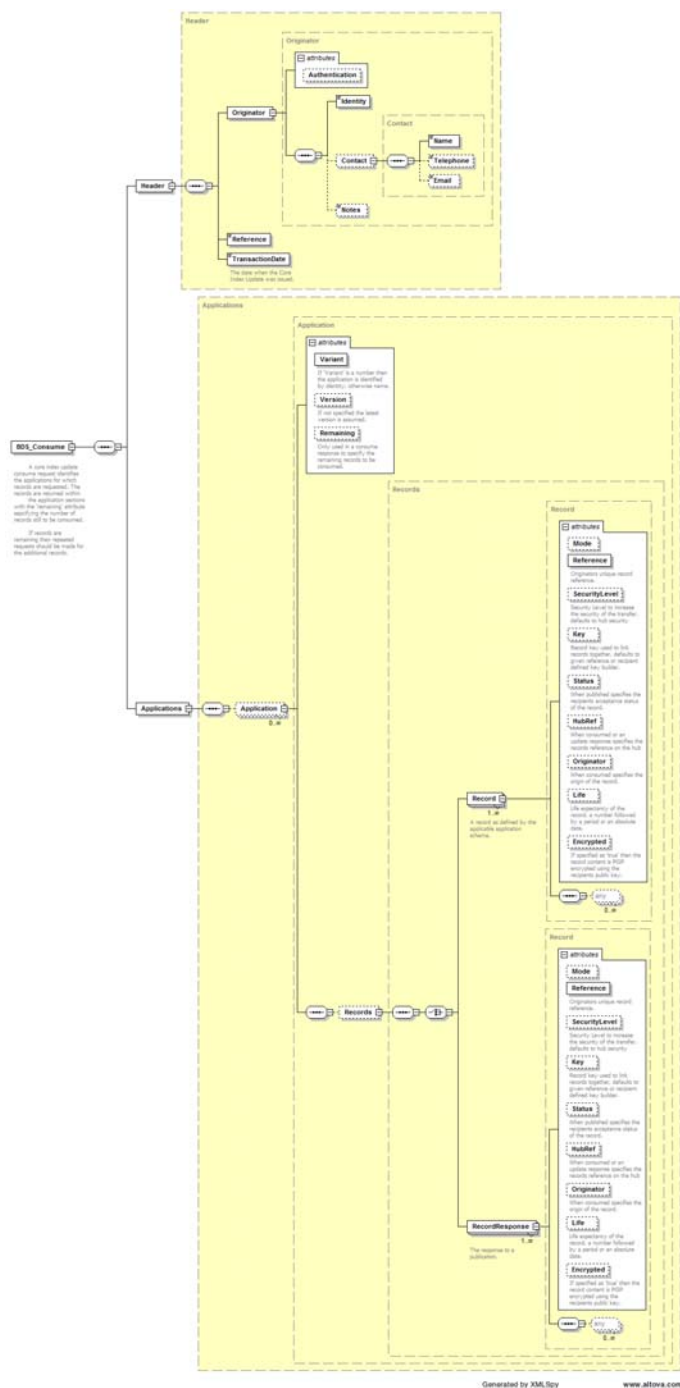 Header
Originator
attributes
Authentication
Identity
Originator
Contact
Name
Contact
Telephone
Email
Header
Notes
Reference
TransactionDate
The date when the Core
Index Update was issued.
Applications
Application
attributes
Variant
If 'Variant' is a number then
the application is identified
by identity, otherwise name.
Version
If not specified the latest
version is assumed.
Remaining
Only used in a consume
response to specify the
remaining records to be
consumed.
BDS_Consume
A core index update
consume request identifies
the applications for which
records are requested. The
records are returned within
the application sections
with the 'remaining' attribute
specifying the number of
records still to be consumed.
If records are
remaining then repeated
requests should be made for
the additional records.
Records
Record
attributes
Mode
Reference
Originators unique record
reference.
SecurityLevel
Security Level to increase
the security of the transfer,
defaults to hub security.
Key
Record key used to link
records together, defaults to
given reference or recipient
defined key builder.
Status
When published specifies the
recipients acceptance status
of the record.
HubRef
When consumed or an
update response specifies the
records reference on the hub
Originator
When consumed specifies the
origin of the record.
Life
Life expectancy of the
record, a number followed
by a period or an absolute
date.
Encrypted
If specified as 'true' then the
record content is PGP
encrypted using the
recipients public key.
any
0..∞
Applications
Application
0..∞
Record
1..∞
A record as defined by the
applicable application
schema.
Records
Record
attributes
Mode
Reference
Originators unique record
reference.
SecurityLevel
Security Level to increase
the security of the transfer,
defaults to hub security
Key
Record key used to link
records together, defaults to
given reference or recipient
defined key builder.
Status
When published specifies the
recipients acceptance status
of the record.
HubRef
When consumed or an
update response specifies the
records reference on the hub
Originator
When consumed specifies the
origin of the record.
Life
Life expectancy of the
record, a number followed
by a period or an absolute
date.
Encrypted
If specified as 'true' then the
record content is PGP
encrypted using the
recipients public key.
any
0..∞
RecordResponse
1..∞
The response to a
publication.
Generated by XMLSpy
www.altova.com